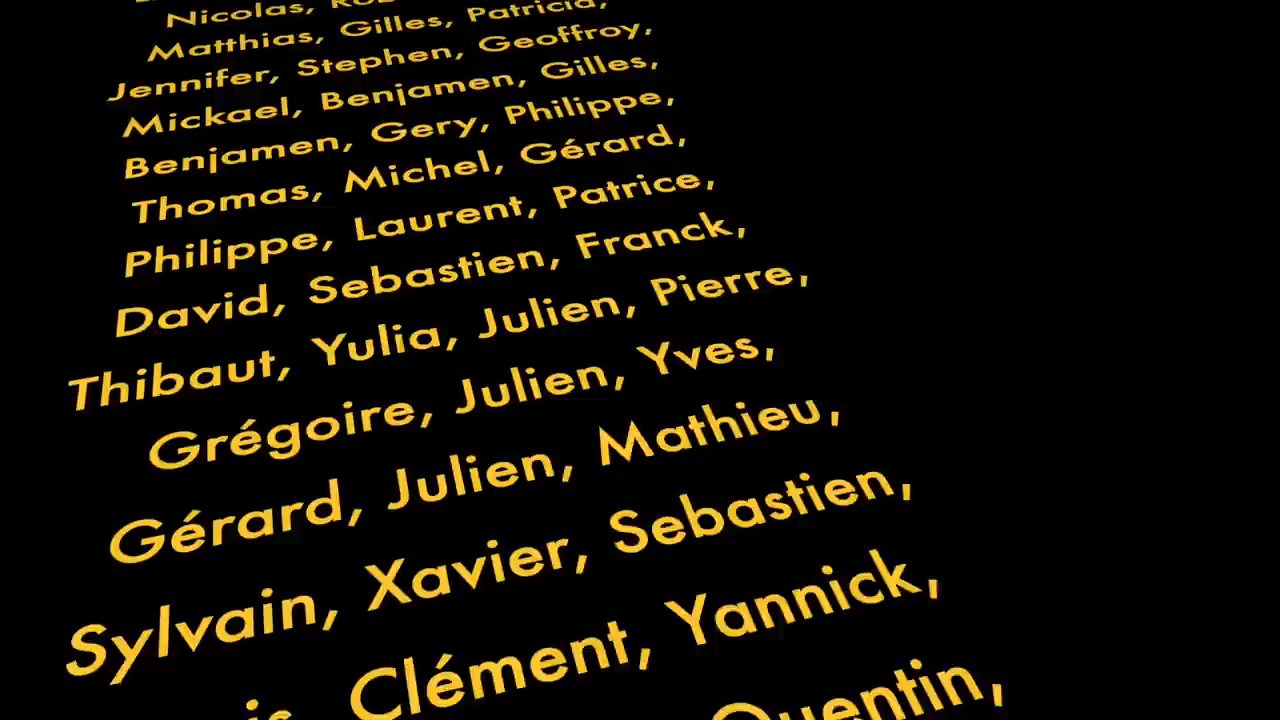 Nicolas,
Matthias, Gilles, Patricia,
Jennifer, Stephen, Geoffroy,
Mickael, Benjamen, Gilles,
Benjamen, Gery, Philippe,
Thomas, Michel, Gérard,
Philippe, Laurent, Patrice,
David, Sebastien, Franck,
Thibaut, Yulia, Julien, Pierre,
Grégoire, Julien, Yves,
Gérard, Julien, Mathieu,
Sylvain, Xavier, Sebastien,
Clément, Yannick,
Quentin,